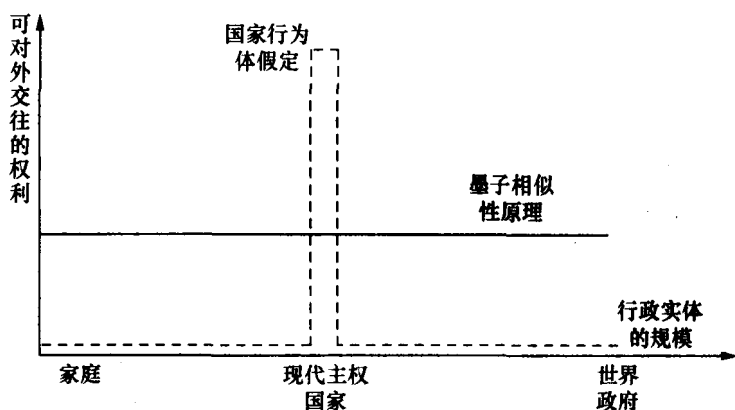 可对外交往的权利
国家行为
体假定
墨子相似
性原理
行政实体
的规模
家庭
现代主权
国家
世界
政府